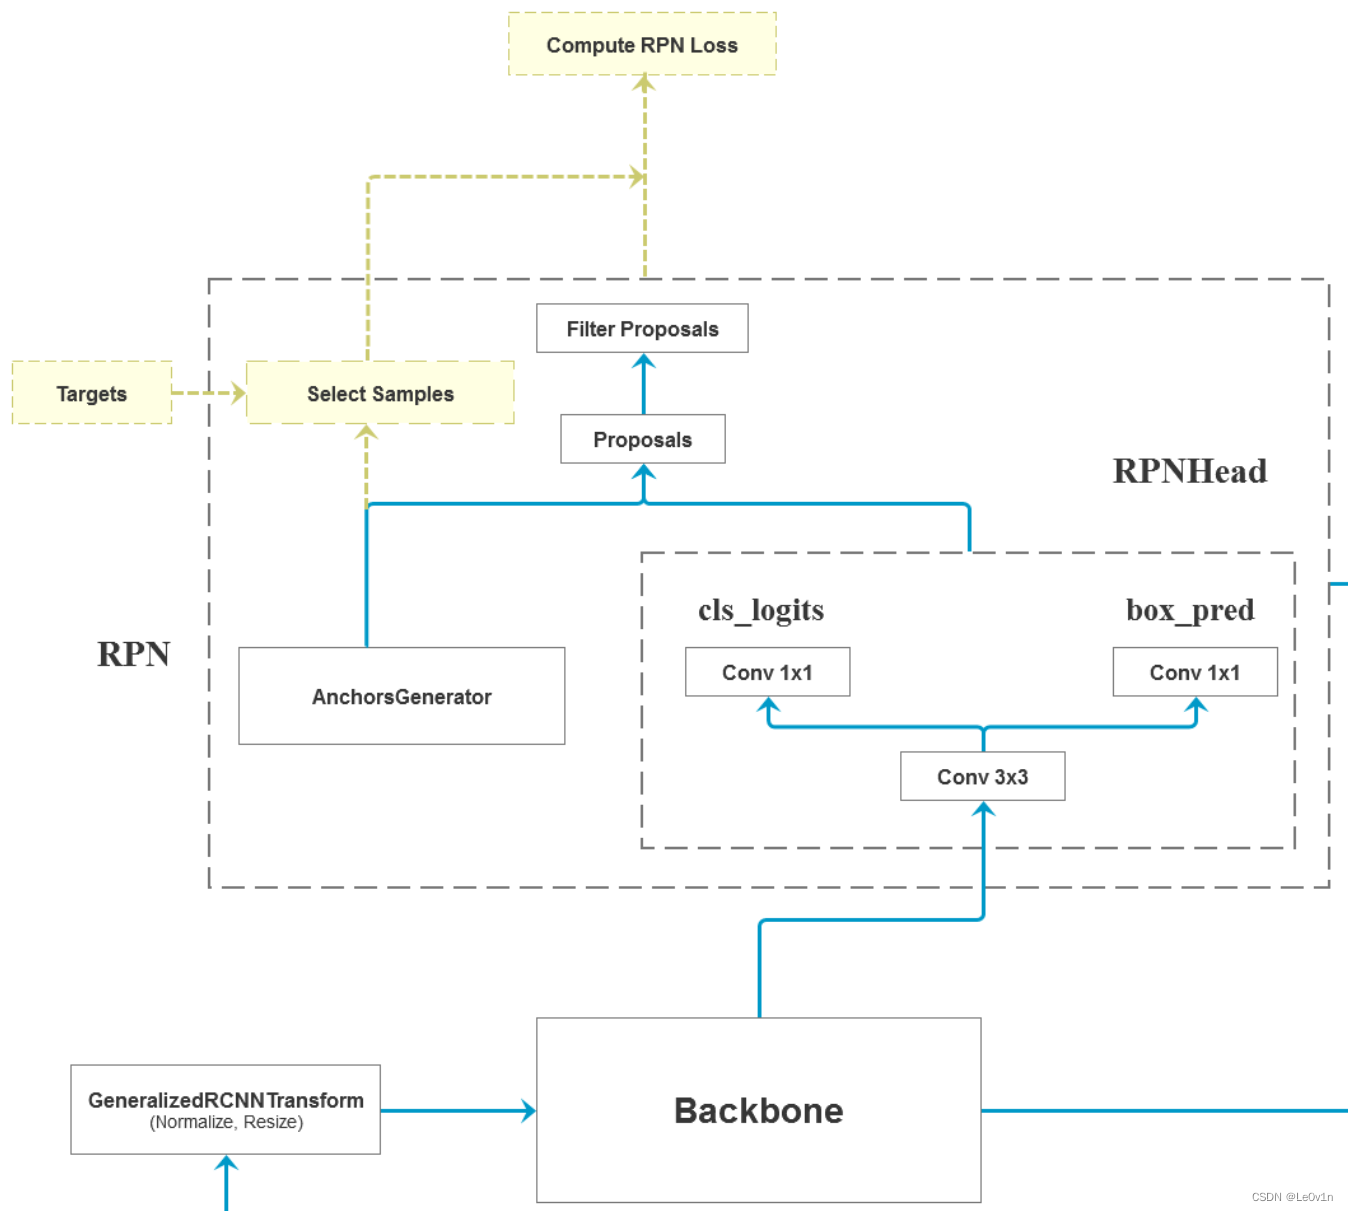 Compute RPN Loss
Filter Proposals
Targets
Select Samples
Proposals
RPNHead
cls_logits
box_pred
RPN
Conv 1x1
Conv 1x1
AnchorsGenerator
Conv 3x3
GeneralizedRCNNTransform
(Normalize, Resize)
Backbone
CSDN @Le0v1n